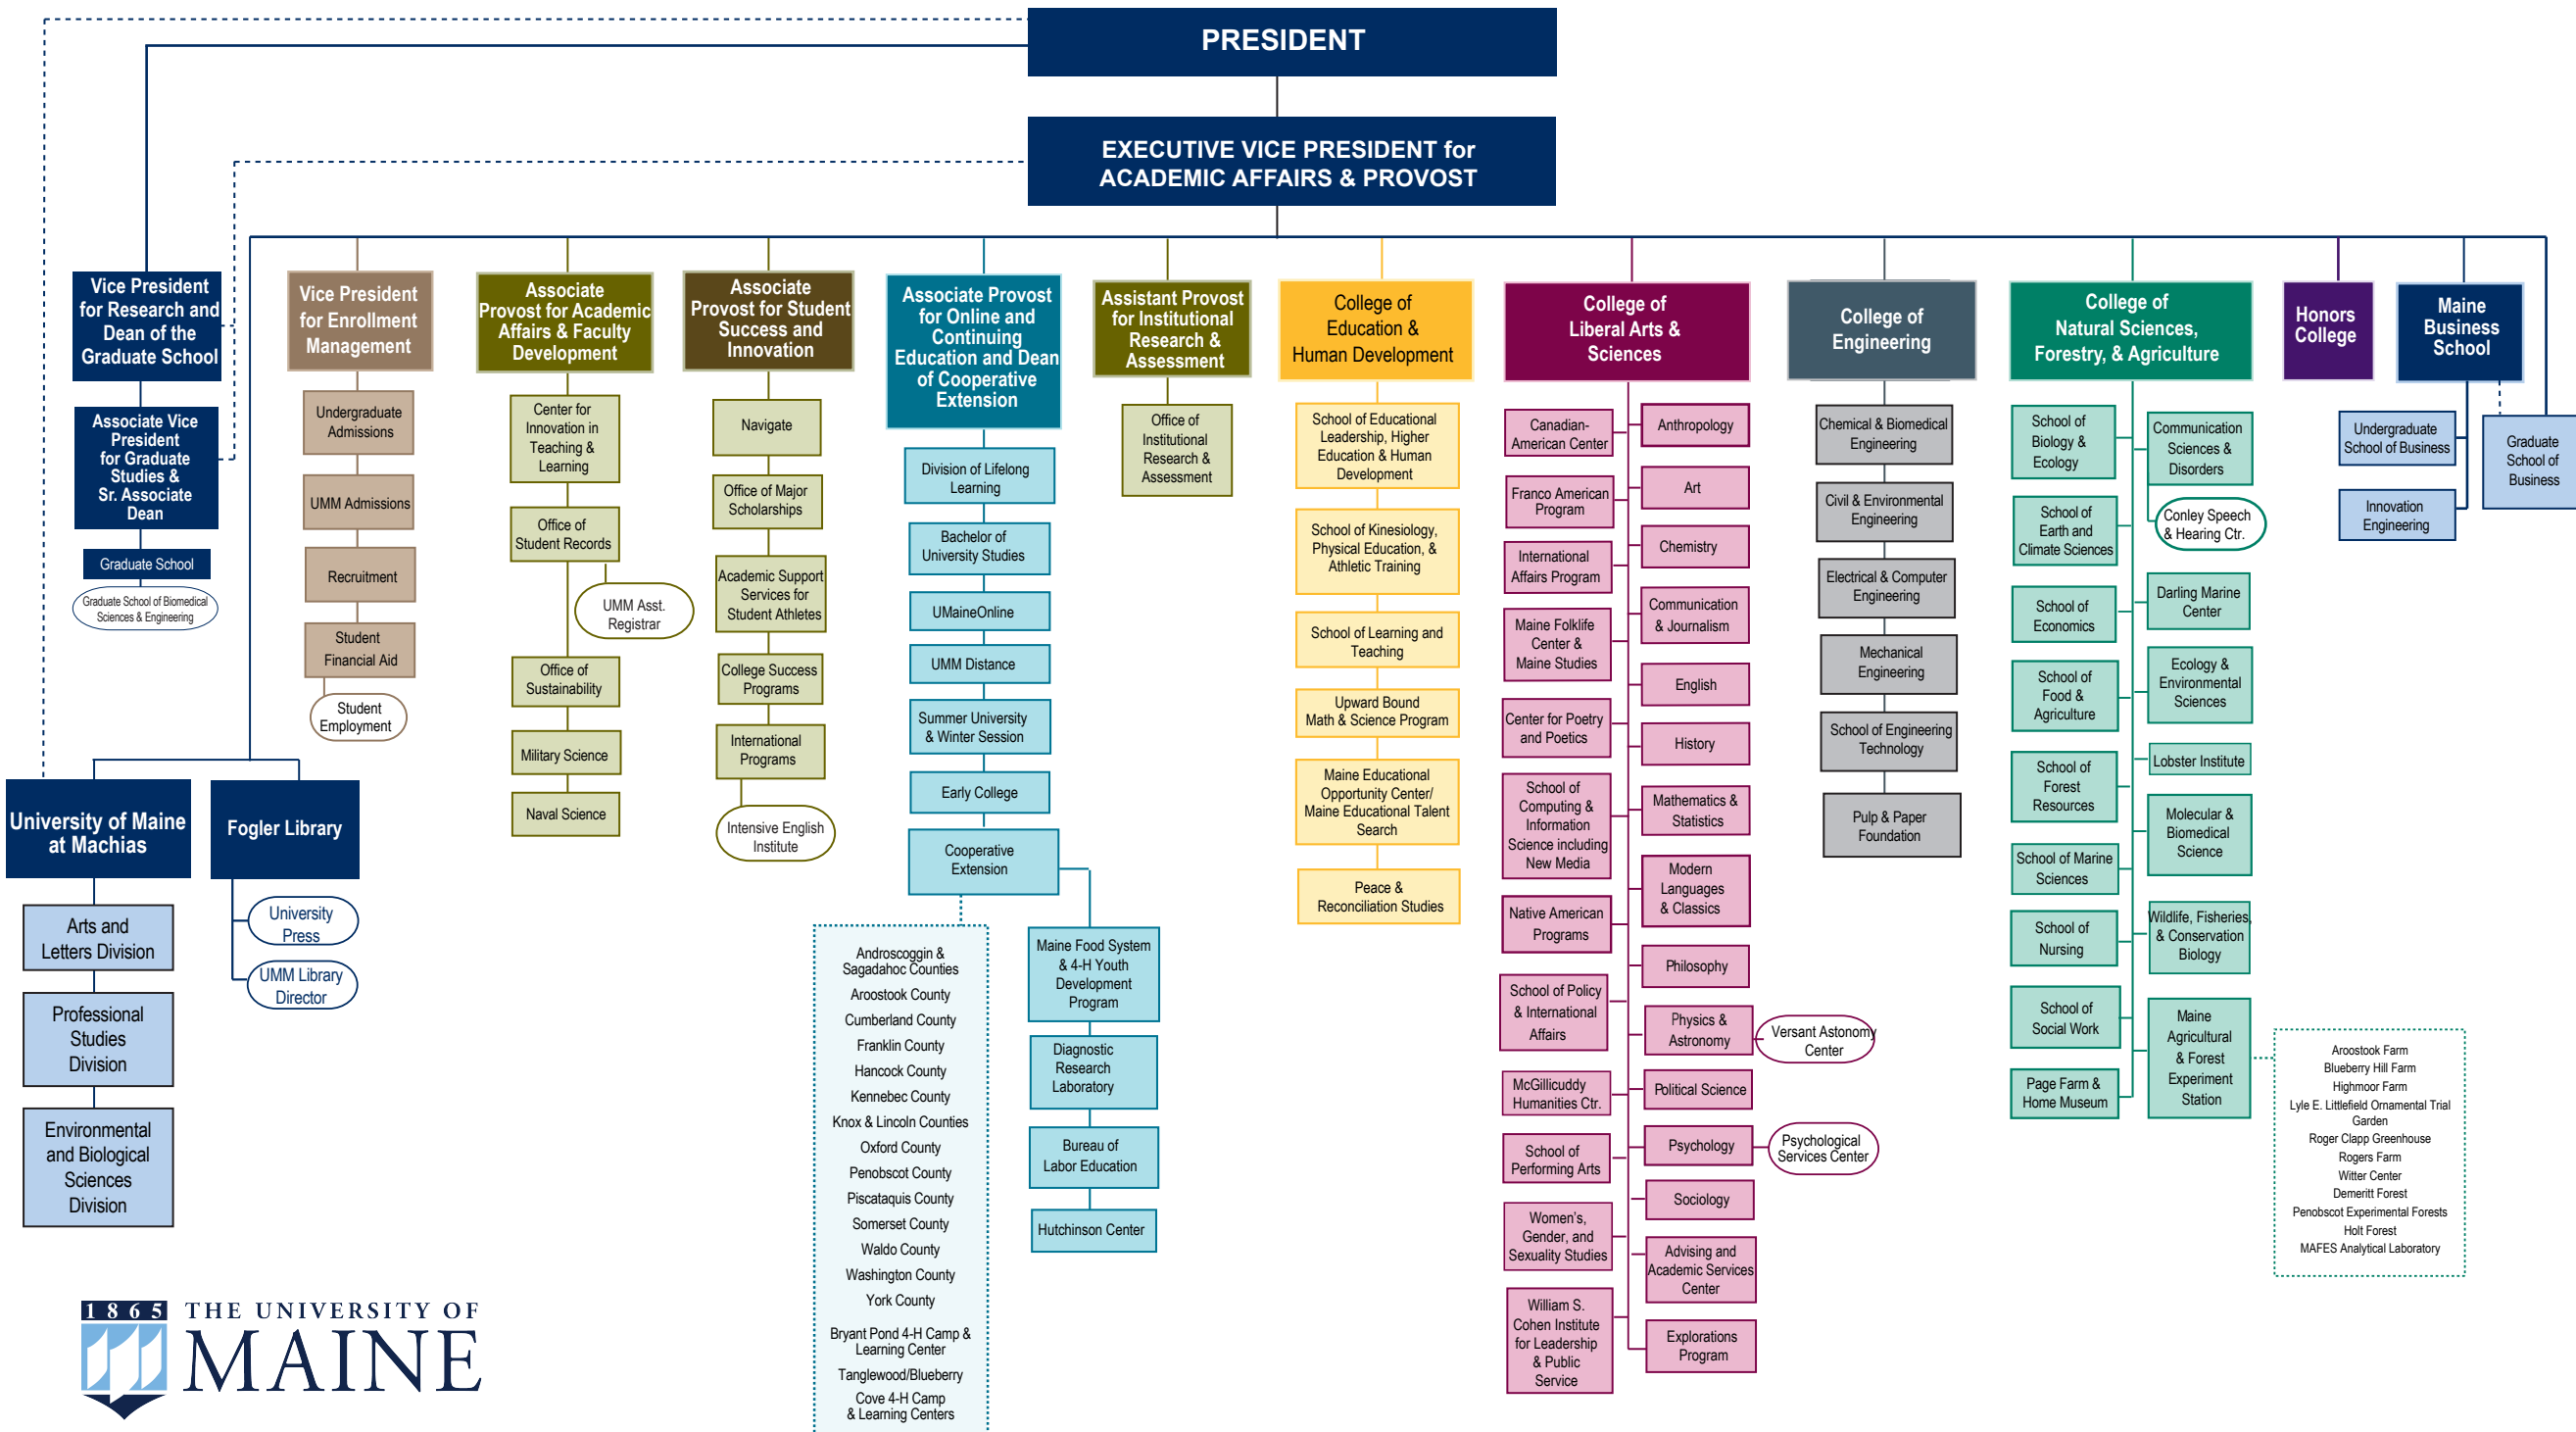 PRESIDENT
EXECUTIVE VICE PRESIDENT for
ACADEMIC AFFAIRS & PROVOST
Vice President
for Research and
Dean of the
Graduate School
Associate Vice
President
for Graduate
Studies &
Sr. Associate
Dean
Graduate School
Graduate School of Biomedical
Sciences & Engineering
Vice President
for Enrollment
Management
Undergraduate
Admissions
UMM Admissions
Recruitment
Student
Financial Aid
Student
Employment
Associate
Provost for Academic
Affairs & Faculty
Development
Center for
Innovation in
Teaching &
Learning
Office of
Student Records
UMM Asst.
Registrar
Office of
Sustainability
Military Science
Naval Science
Associate
Provost for Student
Success and
Innovation
Navigate
Office of Major
Scholarships
Academic Support
Services for
Student Athletes
College Success
Programs
International
Programs
Intensive English
Institute
Associate Provost
for Online and
Continuing
Education and Dean
of Cooperative
Extension
Division of Lifelong
Learning
Bachelor of
University Studies
UMaineOnline
UMM Distance
Summer University
& Winter Session
Early College
Cooperative
Extension
Androscoggin &
Sagadahoc Counties
Aroostook County
Cumberland County
Franklin County
Hancock County
Kennebec County
Knox & Lincoln Counties
Oxford County
Penobscot County
Piscataquis County
Somerset County
Waldo County
Washington County
York County
Bryant Pond 4-H Camp &
Learning Center
Tanglewood/Blueberry
Cove 4-H Camp
& Learning Centers
Maine Food System
& 4-H Youth
Development
Program
Diagnostic
Research
Laboratory
Bureau of
Labor Education
Hutchinson Center
Assistant Provost
for Institutional
Research &
Assessment
Office of
Institutional
Research &
Assessment
College of
Education &
Human Development
School of Educational
Leadership, Higher
Education & Human
Development
School of Kinesiology,
Physical Education, &
Athletic Training
School of Learning and
Teaching
Upward Bound
Math & Science Program
Maine Educational
Opportunity Center/
Maine Educational Talent
Search
Peace &
Reconciliation Studies
College of
Liberal Arts &
Sciences
Canadian-
American Center
Franco American
Program
International
Affairs Program
Maine Folklife
Center &
Maine Studies
Center for Poetry
and Poetics
School of
Computing &
Information
Science including
New Media
Native American
Programs
School of Policy
& International
Affairs
McGillicuddy
Humanities Ctr.
School of
Performing Arts
Women's,
Gender, and
Sexuality Studies
William S.
Cohen Institute
for Leadership
& Public
Service
Anthropology
Art
Chemistry
Communication
& Journalism
English
History
Mathematics &
Statistics
Modern
Languages
& Classics
Philosophy
Physics &
Astronomy
Versant Astonomy
Center
Political Science
Psychology
Psychological
Services Center
Sociology
Advising and
Academic Services
Center
Explorations
Program
College of
Engineering
Chemical & Biomedical
Engineering
Civil & Environmental
Engineering
Electrical & Computer
Engineering
Mechanical
Engineering
School of Engineering
Technology
Pulp & Paper
Foundation
College of
Natural Sciences,
Forestry, & Agriculture
School of
Biology &
Ecology
School of
Earth and
Climate Sciences
School of
Economics
School of
Food &
Agriculture
School of
Forest
Resources
School of Marine
Sciences
School of
Nursing
School of
Social Work
Page Farm &
Home Museum
Communication
Sciences &
Disorders
Conley Speech
& Hearing Ctr.
Darling Marine
Center
Ecology &
Environmental
Sciences
Lobster Institute
Molecular &
Biomedical
Science
Wildlife, Fisheries,
& Conservation
Biology
Maine
Agricultural
& Forest
Experiment
Station
Aroostook Farm
Blueberry Hill Farm
Highmoor Farm
Lyle E. Littlefield Ornamental Trial
Garden
Roger Clapp Greenhouse
Rogers Farm
Witter Center
Demeritt Forest
Penobscot Experimental Forests
Holt Forest
MAFES Analytical Laboratory
Honors
College
Maine
Business
School
Undergraduate
School of Business
Innovation
Engineering
Graduate
School of
Business
University of Maine
at Machias
Arts and
Letters Division
Professional
Studies
Division
Environmental
and Biological
Sciences
Division
Fogler Library
University
Press
UMM Library
Director
1865
THE UNIVERSITY OF
MAINE